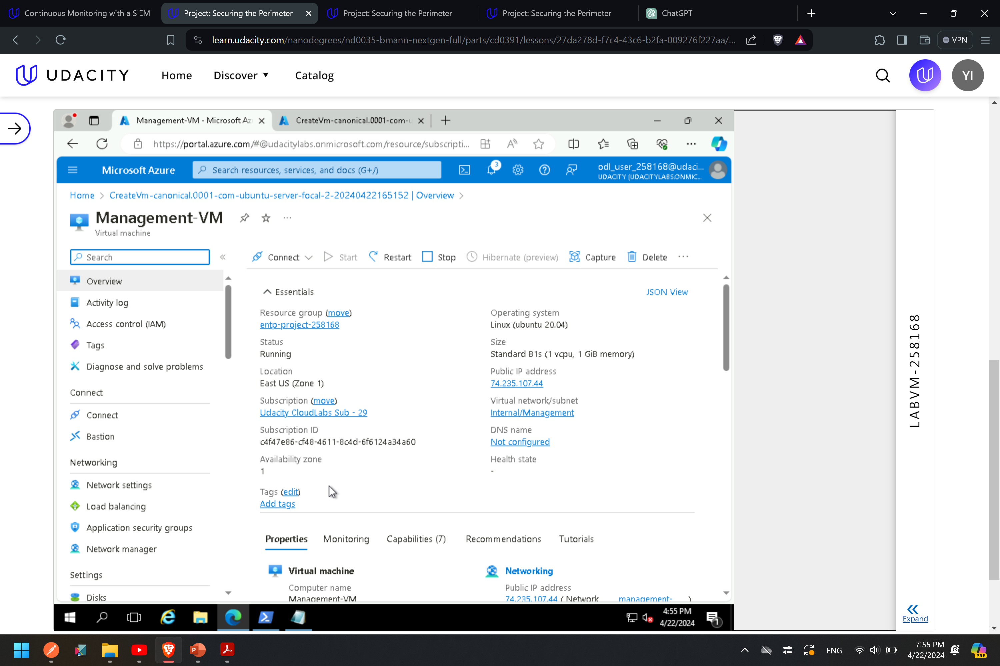 Continuous Monitoring with a SIEM
Project: Securing the Perimeter
Project: Securing the Perimeter
Project: Securing the Perimeter
ChatGPT
learn.udacity.com/nanodegrees/nd0035-bmann-nextgen-full/parts/cd0391/lessons/27da278d-f7c4-43c6-b2fa-009276f227aa/...
VPN
UDACITY
Home
Discover
Catalog
YI
Management-VM - Microsoft Az
CreateVm-canonical.0001-com-u
https://portal.azure.com/#@udacitylabs.onmicrosoft.com/resource/subscripti...
Microsoft Azure
Search resources, services, and docs (G+/)
3
odl_user_258168@udaci...
UDACITY (UDACITYLABS.ONMIC...
Home > CreateVm-canonical.0001-com-ubuntu-server-focal-2-20240422165152 | Overview >
Management-VM
Virtual machine
Search
Connect
Start
Restart
Stop
Hibernate (preview)
Capture
Delete
Overview
Activity log
Access control (IAM)
Tags
Diagnose and solve problems
Connect
Connect
Bastion
Networking
Network settings
Load balancing
Application security groups
Network manager
Settings
Disks
Essentials
JSON View
Resource group (move)
entp-project-258168
Status
Running
Location
East US (Zone 1)
Subscription (move)
Udacity CloudLabs Sub - 29
Subscription ID
c4f47e86-cf48-4611-8c4d-6f6124a34a60
Availability zone
1
Operating system
Linux (ubuntu 20.04)
Size
Standard B1s (1 vcpu, 1 GiB memory)
Public IP address
74.235.107.44
Virtual network/subnet
Internal/Management
DNS name
Not configured
Health state
-
Tags (edit)
Add tags
Properties
Monitoring
Capabilities (7)
Recommendations
Tutorials
Virtual machine
Computer name
Management-VM
Networking
Public IP address
74.235.107.44 ( Network management- )
LABVM-258168
Expand
4:55 PM
4/22/2024
1
ENG
7:55 PM
4/22/2024
PRE